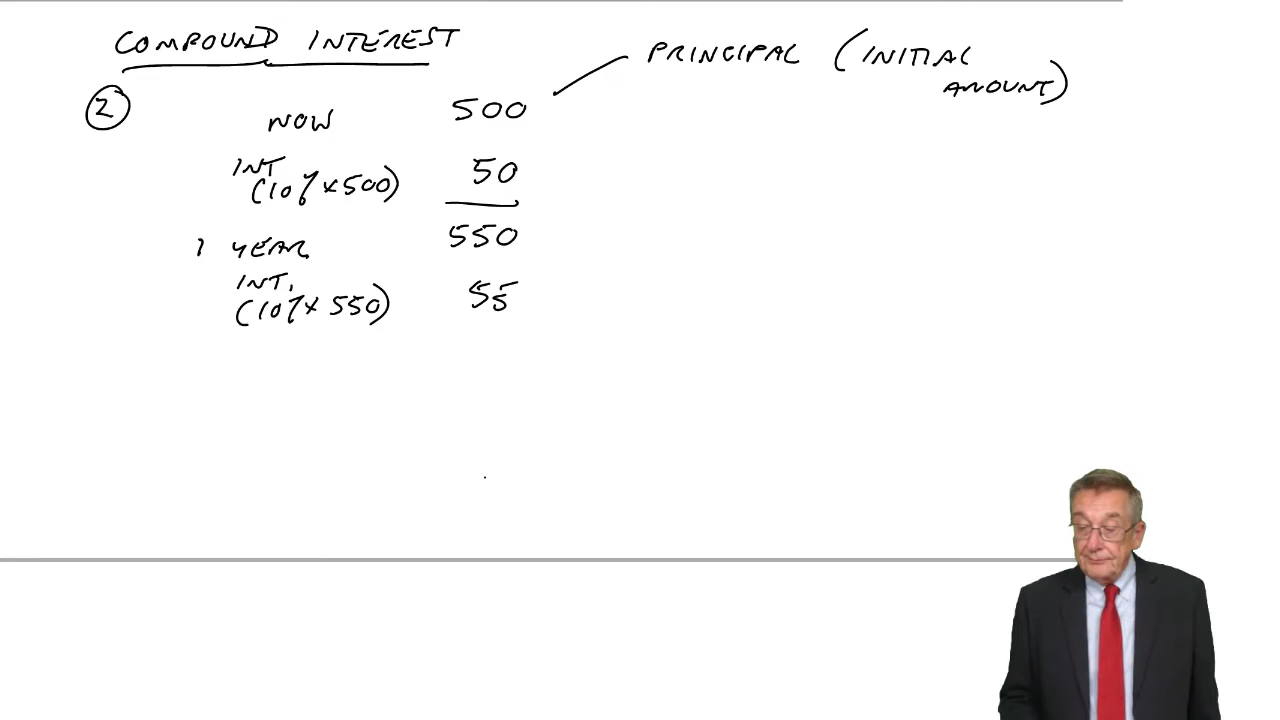 COMPOUND INTEREST
PRINCIPAL (INITIAL
AMOUNT)
2
NOW 500
INT
(10% x 500) 50
1 YEAR 550
INT.
(10% x 550) 55